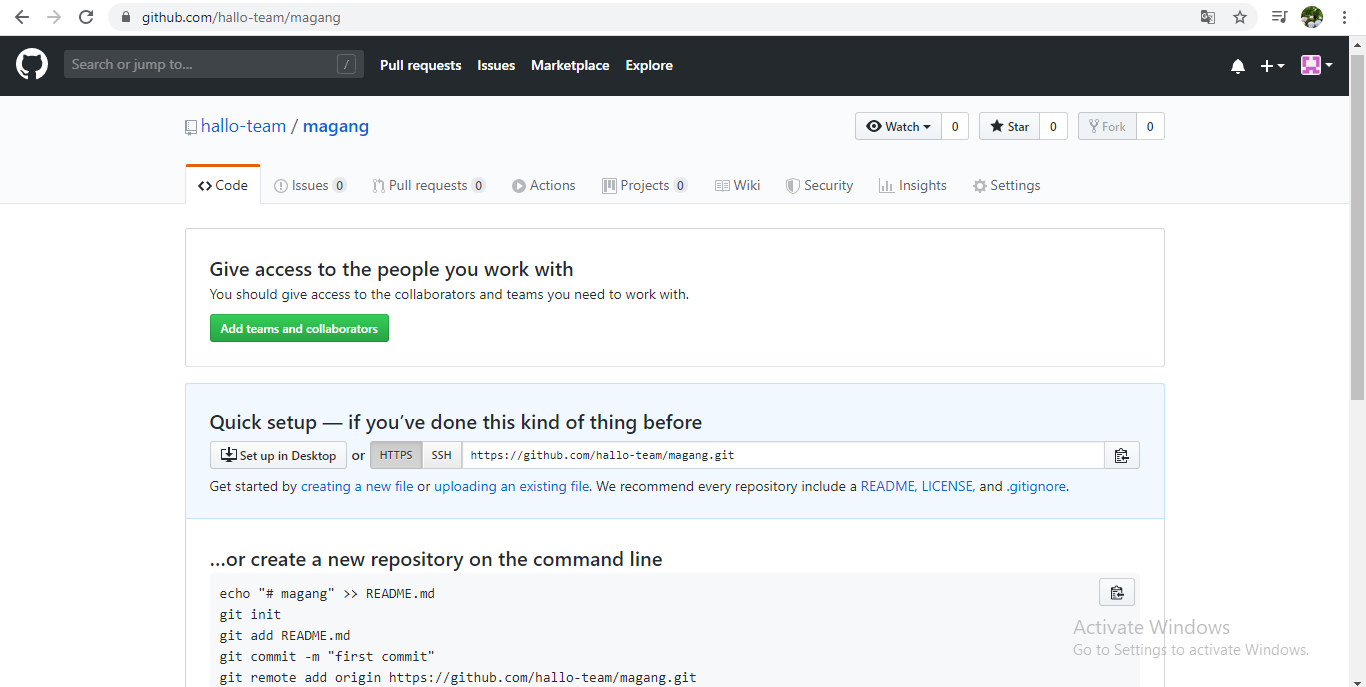 github.com/hallo-team/magang
Search or jump to... /
Pull requests Issues Marketplace Explore
hallo-team / magang
Watch 0 Star 0 Fork 0
Code Issues 0 Pull requests 0 Actions Projects 0 Wiki Security Insights Settings
Give access to the people you work with
You should give access to the collaborators and teams you need to work with.
Add teams and collaborators
Quick setup — if you’ve done this kind of thing before
Set up in Desktop or HTTPS SSH https://github.com/hallo-team/magang.git
Get started by creating a new file or uploading an existing file. We recommend every repository include a README, LICENSE, and .gitignore.
…or create a new repository on the command line
echo "# magang" >> README.md
git init
git add README.md
git commit -m "first commit"
git remote add origin https://github.com/hallo-team/magang.git
Activate Windows
Go to Settings to activate Windows.